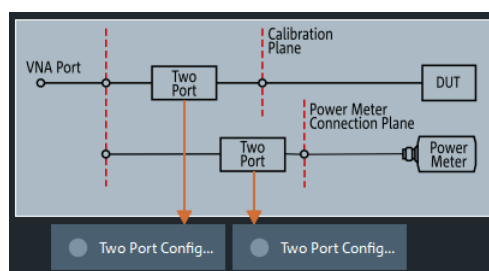 Calibration
Plane
VNA Port
Two
Port
DUT
Power Meter
Connection Plane
Two
Port
Power
Meter
Two Port Config...
Two Port Config...